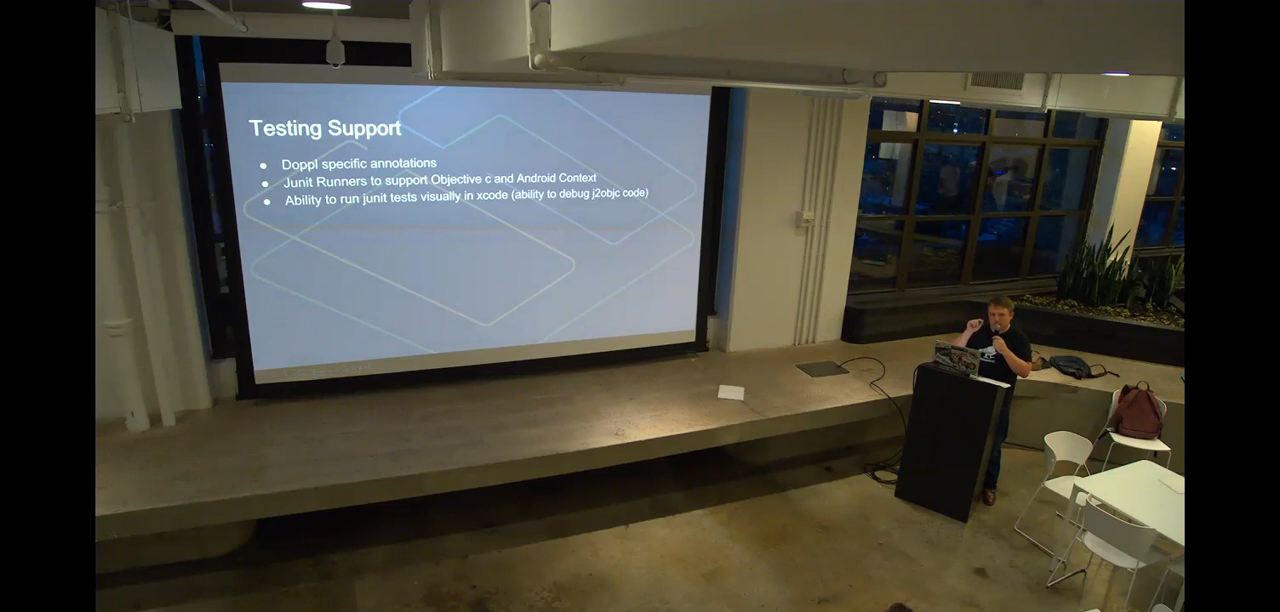 Testing Support
● Doppl specific annotations
● Junit Runners to support Objective c and Android Context
● Ability to run junit tests visually in xcode (ability to debug j2objc code)